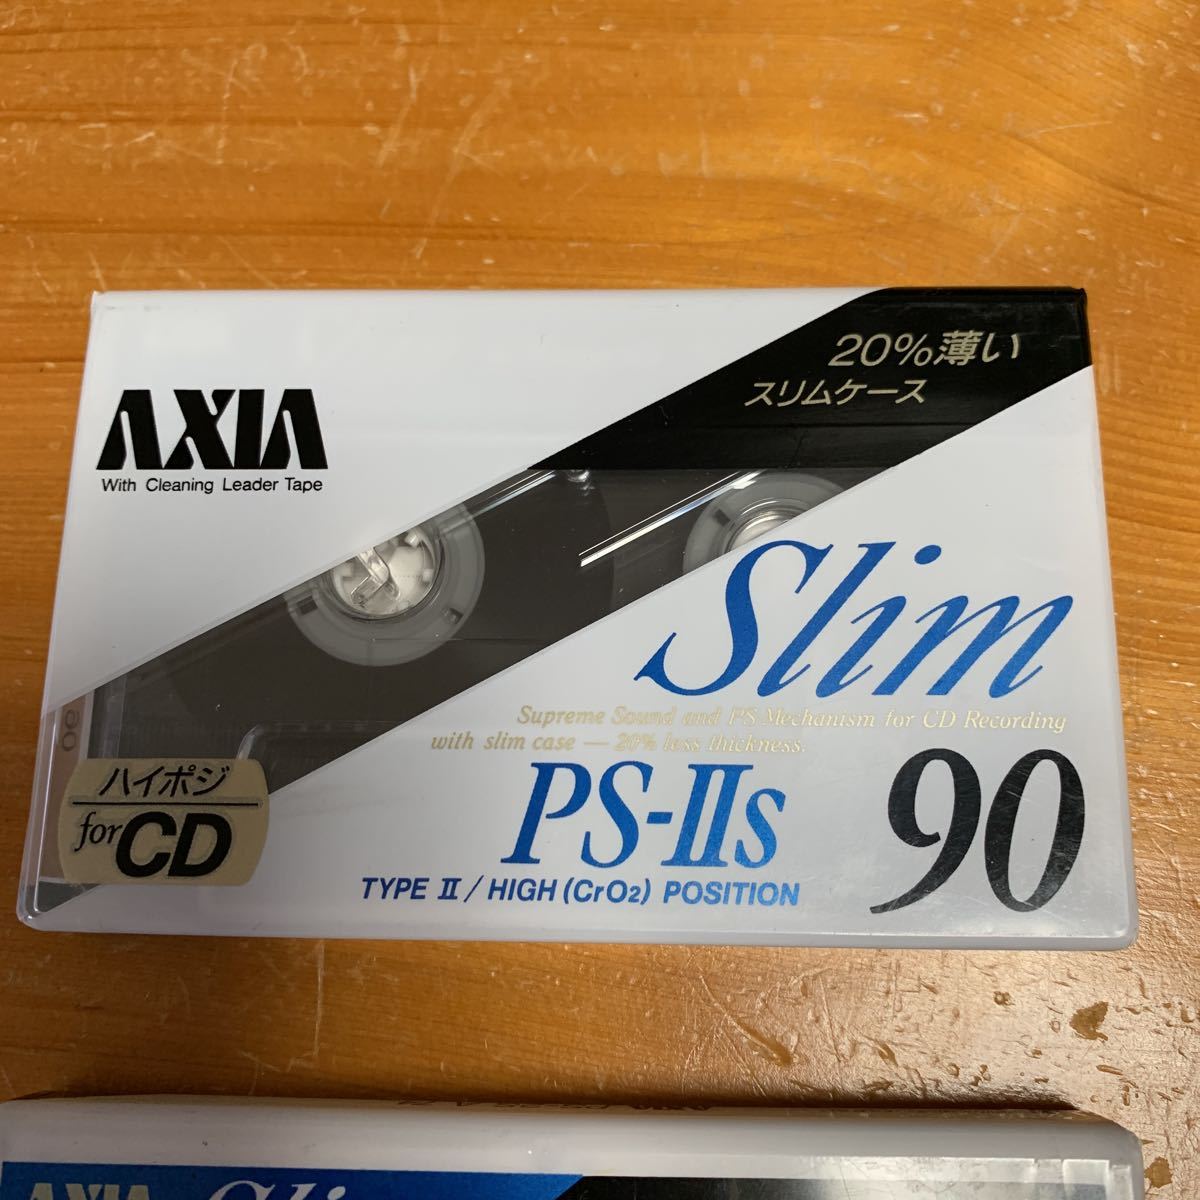 20%薄い
スリムケース
AXIA
With Cleaning Leader Tape
Slim
Supreme Sound and PS Mechanism for CD Recording
with slim case — 20% less thickness.
90
ハイポジ
for CD
PS-IIs
90
TYPE II/HIGH (CrO2) POSITION
AXIA
Slim